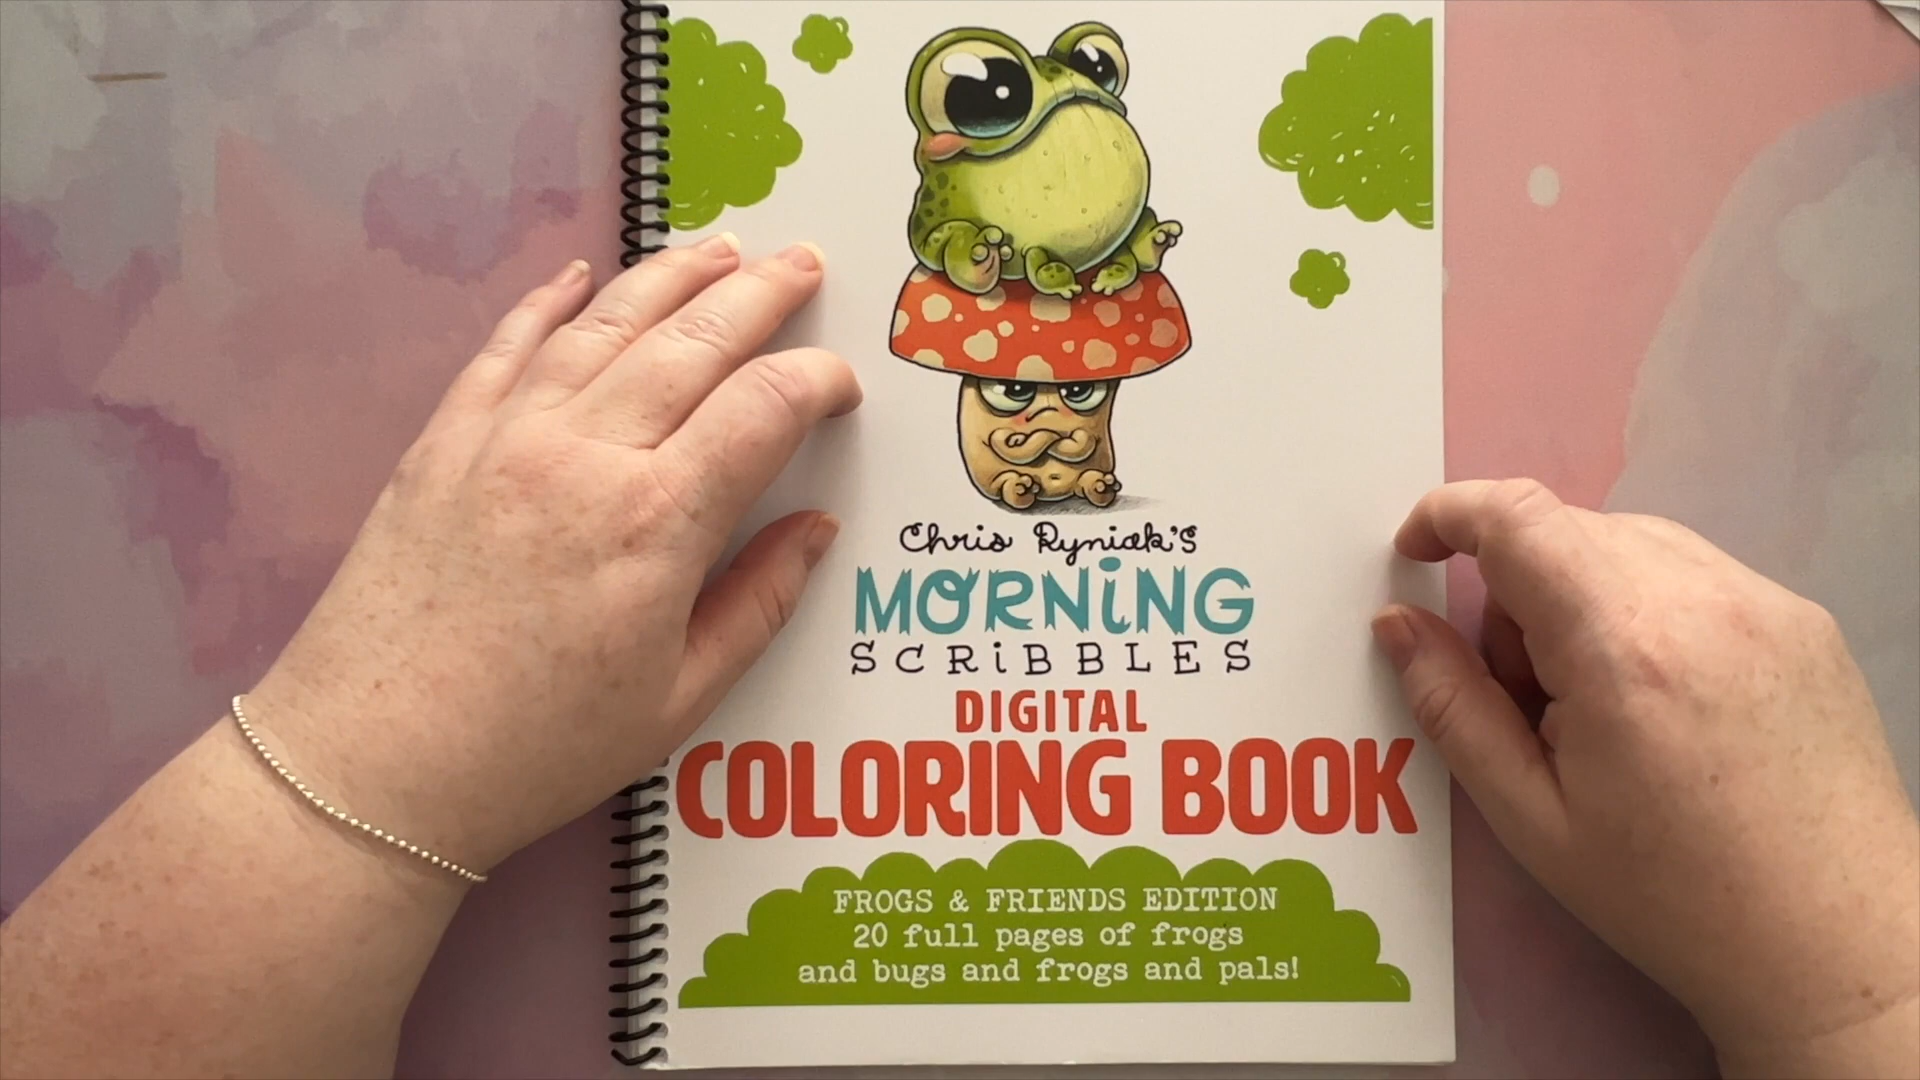 Chris Ryniak's
MORNiNG
SCRiBBLES
DIGITAL
COLORING BOOK
FROGS & FRIENDS EDITION
20 full pages of frogs
and bugs and frogs and pals!